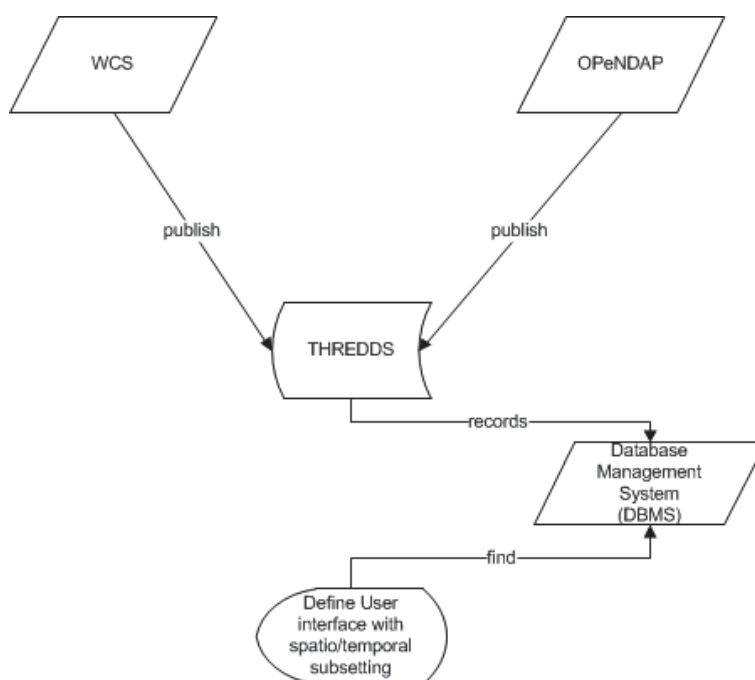 WCS
OPeNDAP
publish
publish
THREDDS
records
Database
Management
System
(DBMS)
find
Define User
interface with
spatio/temporal
subsetting